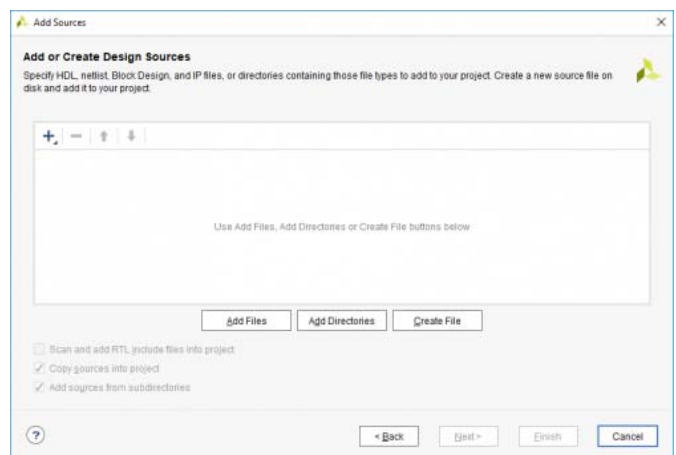 Add Sources
Add or Create Design Sources
Specify HDL, netlist, Block Design, and IP files, or directories containing those file types to add to your project. Create a new source file on
disk and add it to your project.
Use Add Files, Add Directories or Create File buttons below
Add Files
Add Directories
Create File
Scan and add RTL include files into project
Copy sources into project
Add sources from subdirectories
?
< Back
Next >
Finish
Cancel